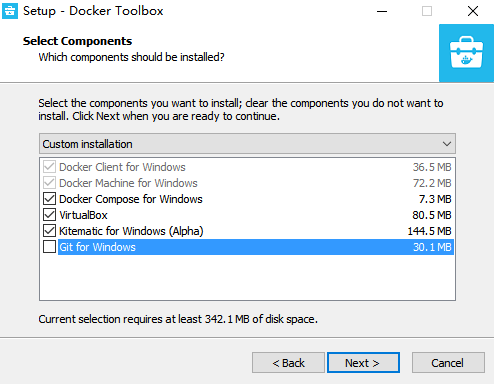 Setup - Docker Toolbox
Select Components
Which components should be installed?
Select the components you want to install; clear the components you do not want to
install. Click Next when you are ready to continue.
Custom installation
Docker Client for Windows 36.5 MB
Docker Machine for Windows 72.2 MB
Docker Compose for Windows 7.3 MB
VirtualBox 80.5 MB
Kitematic for Windows (Alpha) 144.5 MB
Git for Windows 30.1 MB
Current selection requires at least 342.1 MB of disk space.
< Back Next > Cancel